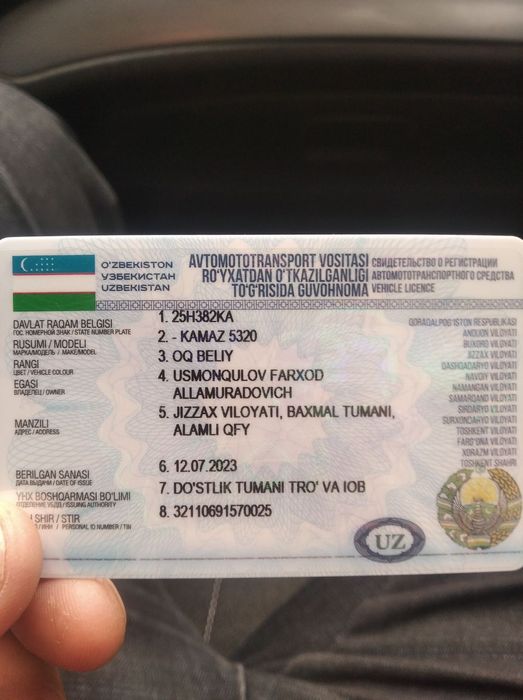 O'ZBEKISTON
УЗБЕКИСТАН
UZBEKISTAN
AVTOMOTOTRANSPORT VOSITASI
RO'YXATDAN O'TKAZILGANLIGI
TO'G'RISIDA GUVOHNOMA
СВИДЕТЕЛЬСТВО О РЕГИСТРАЦИИ
АВТОМОТОТРАНСПОРТНОГО СРЕДСТВА
VEHICLE LICENCE
DAVLAT RAQAM BELGISI
ГОС. НОМЕРНОЙ ЗНАК / STATE NUMBER PLATE
1. 25H382KA
RUSUMI / MODELI
МАРКА/МОДЕЛЬ / MAKE/MODEL
2. - KAMAZ 5320
RANGI
ЦВЕТ / VEHICLE COLOUR
3. OQ BELIY
EGASI
ВЛАДЕЛЕЦ / OWNER
4. USMONQULOV FARXOD
ALLAMURADOVICH
MANZILI
АДРЕС / ADDRESS
5. JIZZAX VILOYATI, BAXMAL TUMANI,
ALAMLI QFY
BERILGAN SANASI
ДАТА ВЫДАЧИ / DATE OF ISSUE
6. 12.07.2023
YHX BOSHQARMASI BO'LIMI
ОТДЕЛЕНИЕ УБДД / ISSUING AUTHORITY
7. DO'STLIK TUMANI TRO' VA IOB
SHIR / STIR
/ИНН / PERSONAL ID NUMBER / TIN
8. 32110691570025
QORAQALPOG'ISTON RESPUBLIKASI
ANDIJON VILOYATI
BUXORO VILOYATI
JIZZAX VILOYATI
QASHQADARYO VILOYATI
NAVOIY VILOYATI
NAMANGAN VILOYATI
SAMARQAND VILOYATI
SIRDARYO VILOYATI
SURXONDARYO VILOYATI
TOSHKENT VILOYATI
FARG'ONA VILOYATI
XORAZM VILOYATI
TOSHKENT SHAHRI
UZ